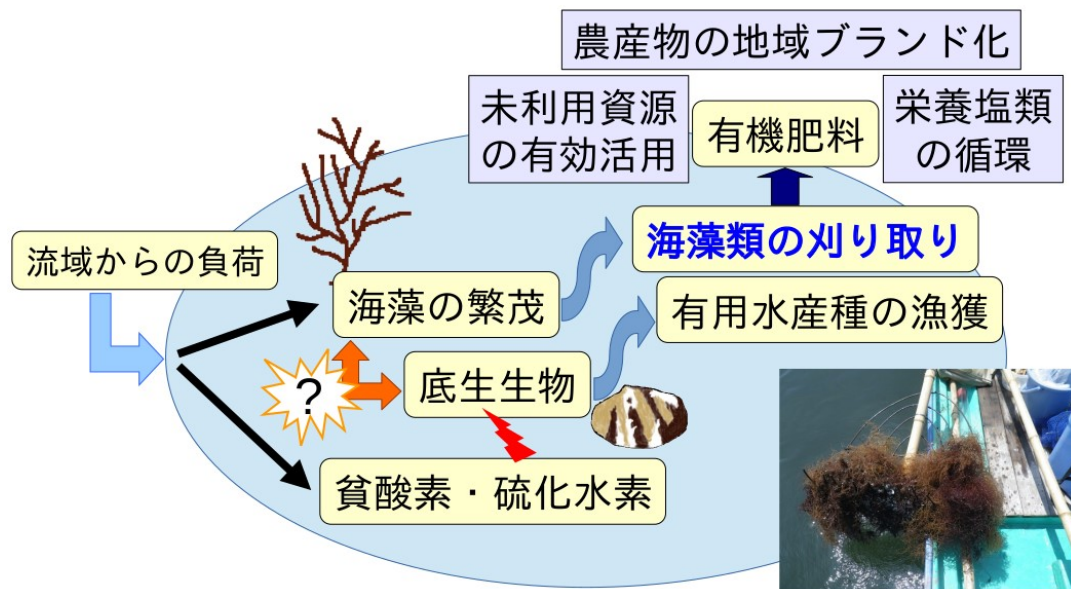 農産物の地域ブランド化
未利用資源
の有効活用
有機肥料
栄養塩類
の循環
海藻類の刈り取り
流域からの負荷
海藻の繁茂
有用水産種の漁獲
?
底生生物
貧酸素・硫化水素